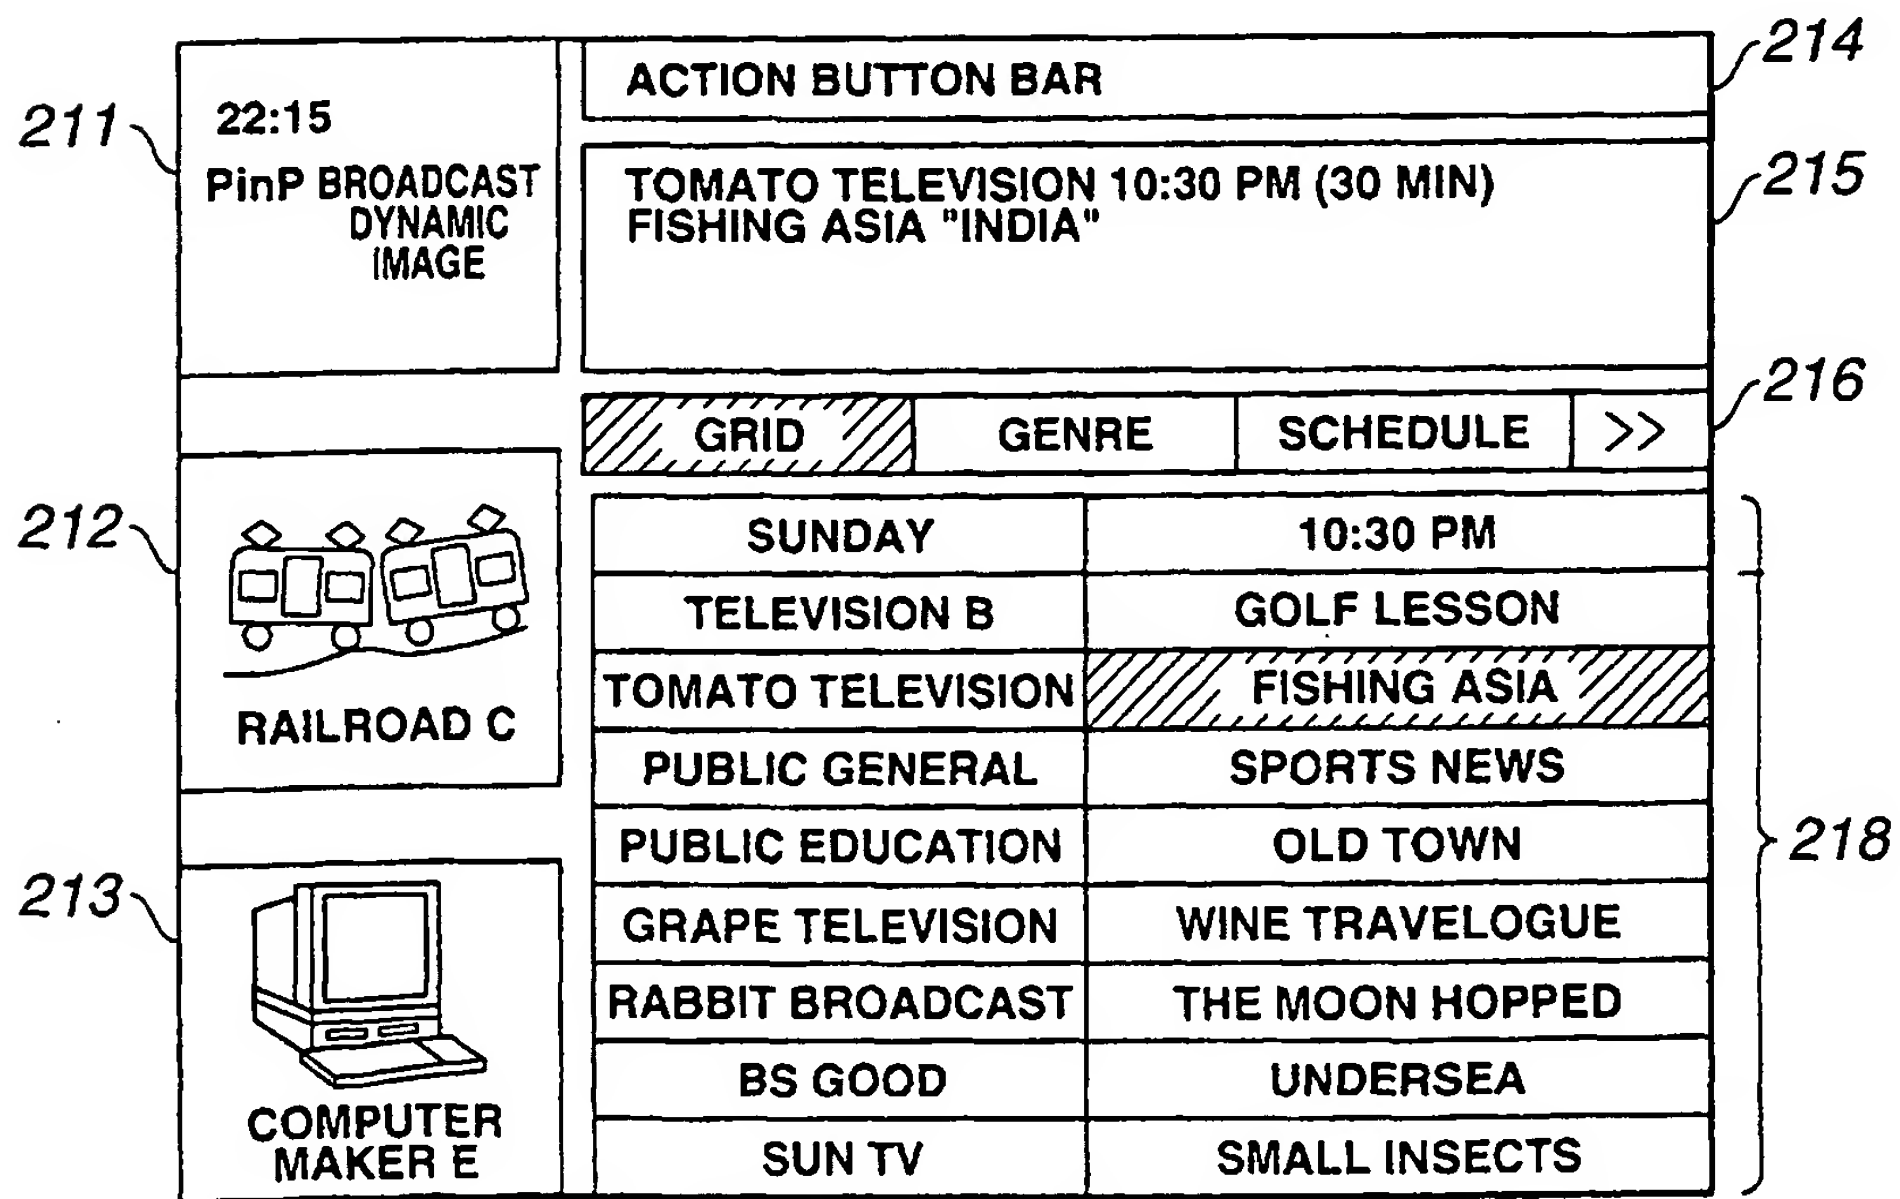 214
ACTION BUTTON BAR
211
22:15
PinP BROADCAST
DYNAMIC
IMAGE
215
TOMATO TELEVISION 10:30 PM (30 MIN)
FISHING ASIA "INDIA"
216
GRID GENRE SCHEDULE >>
212
RAILROAD C
213
COMPUTER
MAKER E
SUNDAY 10:30 PM
TELEVISION B GOLF LESSON
TOMATO TELEVISION FISHING ASIA
PUBLIC GENERAL SPORTS NEWS
PUBLIC EDUCATION OLD TOWN
GRAPE TELEVISION WINE TRAVELOGUE
RABBIT BROADCAST THE MOON HOPPED
BS GOOD UNDERSEA
SUN TV SMALL INSECTS
218